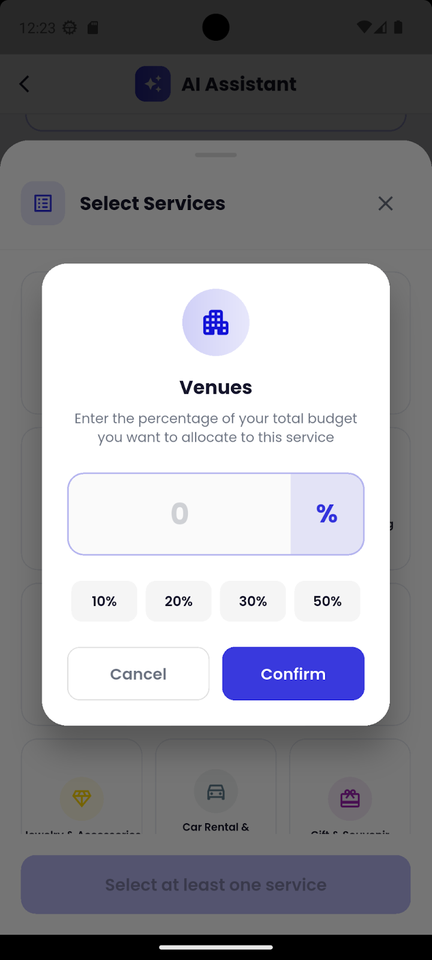 12:23
AI Assistant
Select Services
Venues
Enter the percentage of your total budget
you want to allocate to this service
0 %
10% 20% 30% 50%
Cancel Confirm
Jewelry & Accessories Car Rental & Gift & Souvenir
Select at least one service